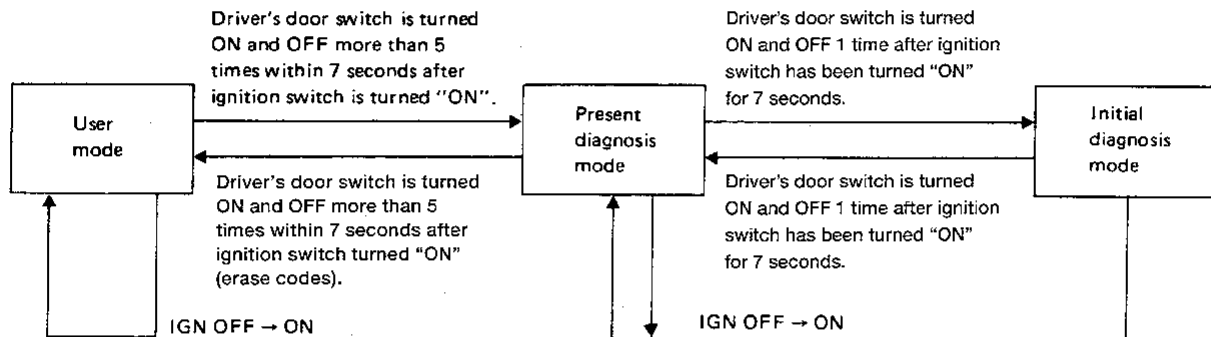 Driver's door switch is turned
ON and OFF more than 5
times within 7 seconds after
ignition switch is turned "ON".
Driver's door switch is turned
ON and OFF 1 time after ignition
switch has been turned "ON"
for 7 seconds.
User
mode
Present
diagnosis
mode
Initial
diagnosis
mode
Driver's door switch is turned
ON and OFF more than 5
times within 7 seconds after
ignition switch turned "ON"
(erase codes).
Driver's door switch is turned
ON and OFF 1 time after ignition
switch has been turned "ON"
for 7 seconds.
IGN OFF → ON
IGN OFF → ON